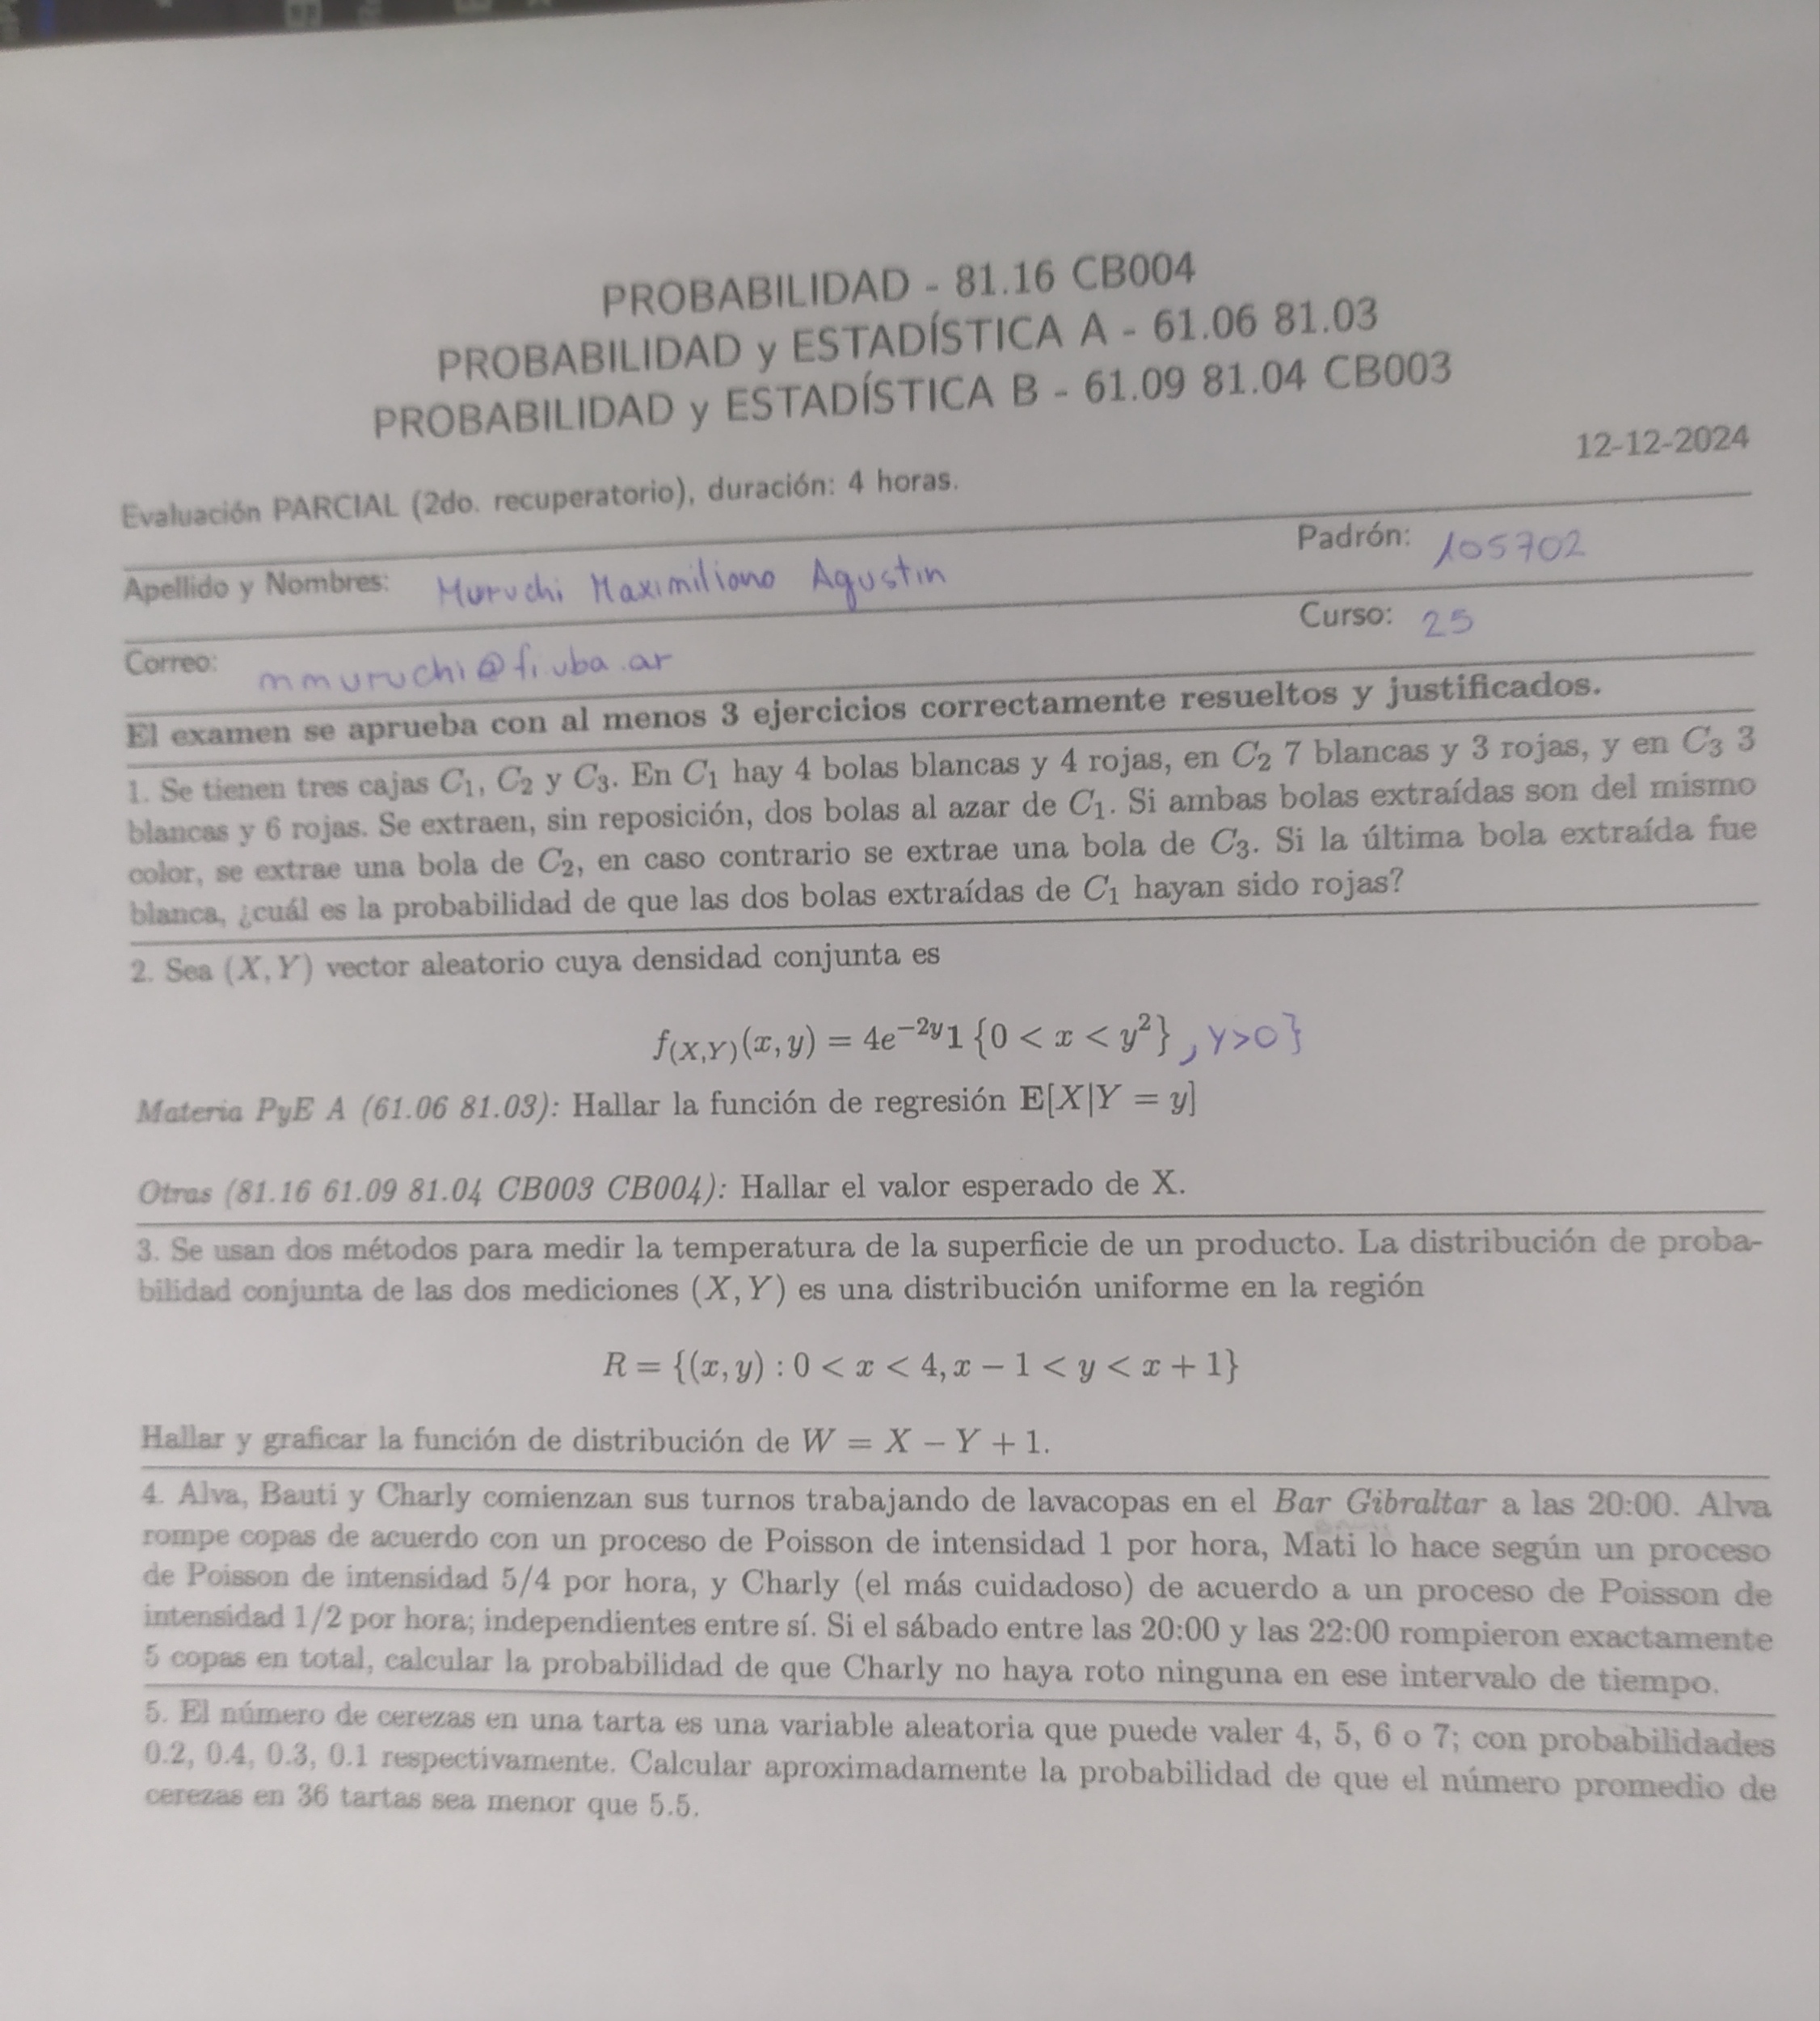 PROBABILIDAD - 81.16 CB004
PROBABILIDAD y ESTADÍSTICA A - 61.06 81.03
PROBABILIDAD y ESTADÍSTICA B - 61.09 81.04 CB003
12-12-2024
Evaluación PARCIAL (2do. recuperatorio), duración: 4 horas.
Apellido y Nombres: Muruchi Maximiliano Agustin Padrón: 105702
Correo: mmuruchi@fi.uba.ar Curso: 25
El examen se aprueba con al menos 3 ejercicios correctamente resueltos y justificados.
1. Se tienen tres cajas C₁, C₂ y C₃. En C₁ hay 4 bolas blancas y 4 rojas, en C₂ 7 blancas y 3 rojas, y en C₃ 3
blancas y 6 rojas. Se extraen, sin reposición, dos bolas al azar de C₁. Si ambas bolas extraídas son del mismo
color, se extrae una bola de C₂, en caso contrario se extrae una bola de C₃. Si la última bola extraída fue
blanca, ¿cuál es la probabilidad de que las dos bolas extraídas de C₁ hayan sido rojas?
2. Sea (X, Y) vector aleatorio cuya densidad conjunta es
f₍X,Y₎(x, y) = 4e⁻²ʸ1 {0 < x < y²} , y>0}
Materia PyE A (61.06 81.03): Hallar la función de regresión E[X|Y = y]
Otras (81.16 61.09 81.04 CB003 CB004): Hallar el valor esperado de X.
3. Se usan dos métodos para medir la temperatura de la superficie de un producto. La distribución de proba-
bilidad conjunta de las dos mediciones (X, Y) es una distribución uniforme en la región
R = {(x, y) : 0 < x < 4, x − 1 < y < x + 1}
Hallar y graficar la función de distribución de W = X − Y + 1.
4. Alva, Bauti y Charly comienzan sus turnos trabajando de lavacopas en el Bar Gibraltar a las 20:00. Alva
rompe copas de acuerdo con un proceso de Poisson de intensidad 1 por hora, Mati lo hace según un proceso
de Poisson de intensidad 5/4 por hora, y Charly (el más cuidadoso) de acuerdo a un proceso de Poisson de
intensidad 1/2 por hora; independientes entre sí. Si el sábado entre las 20:00 y las 22:00 rompieron exactamente
5 copas en total, calcular la probabilidad de que Charly no haya roto ninguna en ese intervalo de tiempo.
5. El número de cerezas en una tarta es una variable aleatoria que puede valer 4, 5, 6 o 7; con probabilidades
0.2, 0.4, 0.3, 0.1 respectivamente. Calcular aproximadamente la probabilidad de que el número promedio de
cerezas en 36 tartas sea menor que 5.5.